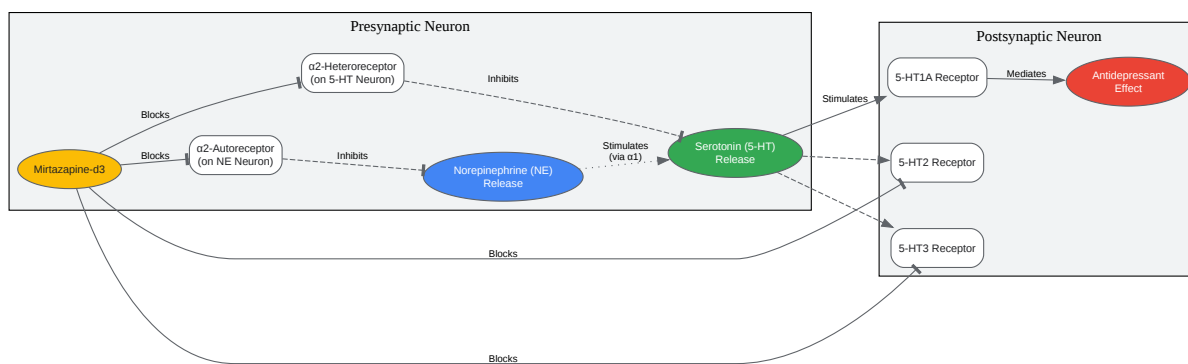 Presynaptic Neuron
Postsynaptic Neuron
α2-Heteroreceptor
(on 5-HT Neuron)
Inhibits
5-HT1A Receptor
Mediates
Antidepressant
Effect
Stimulates
Blocks
α2-Autoreceptor
(on NE Neuron)
Blocks
Inhibits
Stimulates
(via α1)
Serotonin (5-HT)
Release
Mirtazapine-d3
Norepinephrine (NE)
Release
5-HT2 Receptor
5-HT3 Receptor
Blocks
Blocks